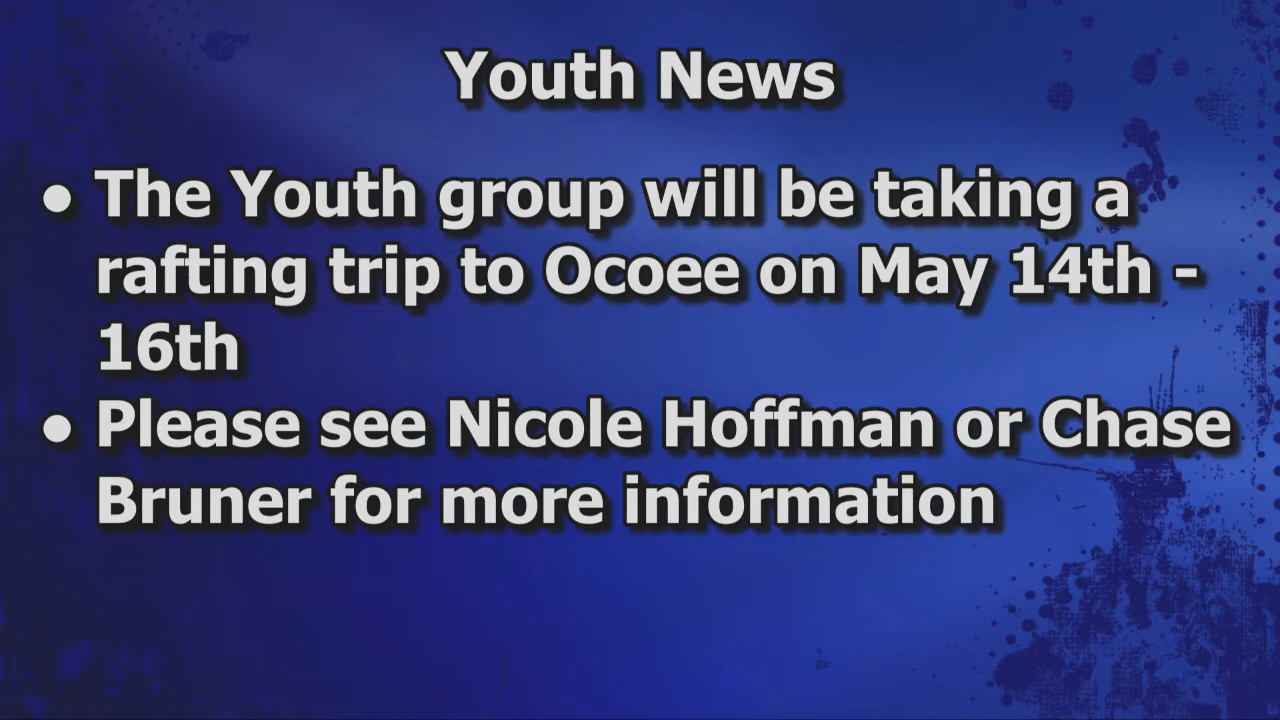 Youth News
● The Youth group will be taking a
rafting trip to Ocoee on May 14th -
16th
● Please see Nicole Hoffman or Chase
Bruner for more information